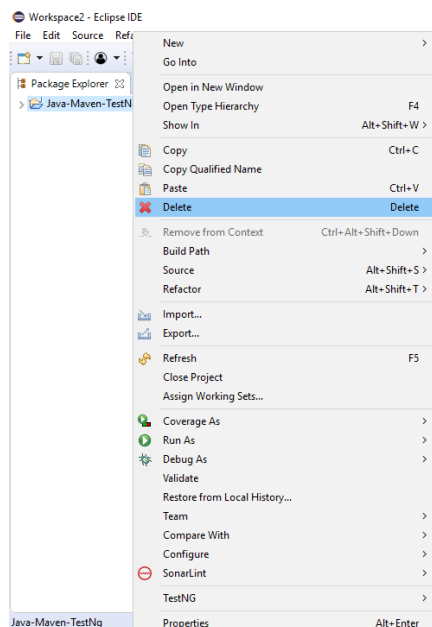 Workspace2 - Eclipse IDE
File Edit Source Refa
Package Explorer
Java-Maven-TestN
New
Go Into
Open in New Window
Open Type Hierarchy F4
Show In Alt+Shift+W >
Copy Ctrl+C
Copy Qualified Name
Paste Ctrl+V
Delete Delete
Remove from Context Ctrl+Alt+Shift+Down
Build Path >
Source Alt+Shift+S >
Refactor Alt+Shift+T >
Import...
Export...
Refresh F5
Close Project
Assign Working Sets...
Coverage As >
Run As >
Debug As >
Validate
Restore from Local History...
Team >
Compare With >
Configure >
SonarLint >
TestNG >
Properties Alt+Enter
Java-Maven-TestNg